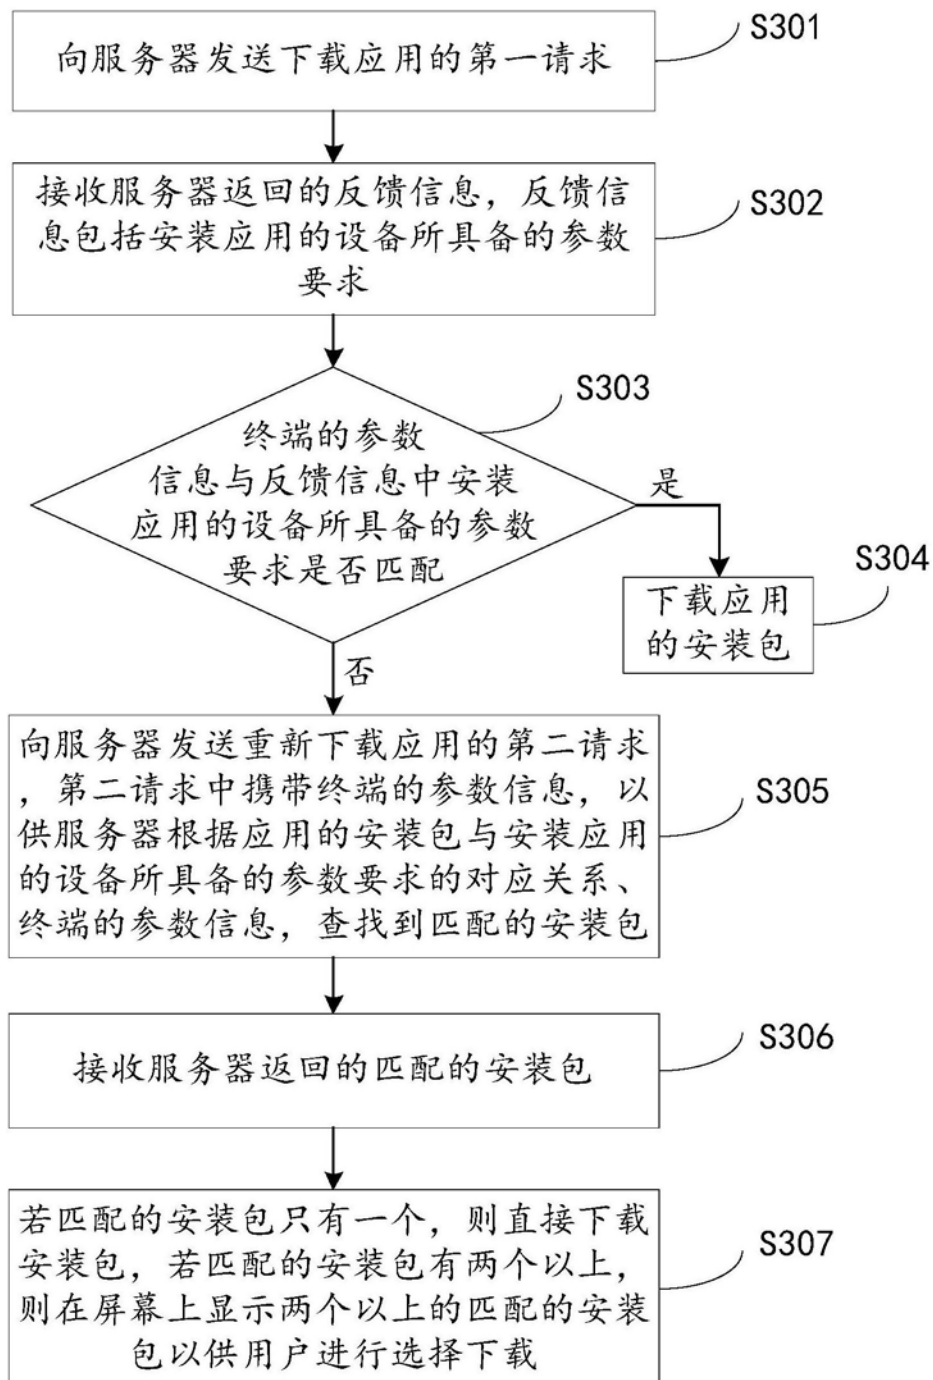 向服务器发送下载应用的第一请求
S301
接收服务器返回的反馈信息，反馈信
息包括安装应用的设备所具备的参数
要求
S302
S303
终端的参数
信息与反馈信息中安装
应用的设备所具备的参数
要求是否匹配
是
S304
下载应用
的安装包
否
向服务器发送重新下载应用的第二请求
，第二请求中携带终端的参数信息，以
供服务器根据应用的安装包与安装应用
的设备所具备的参数要求的对应关系、
终端的参数信息，查找到匹配的安装包
S305
接收服务器返回的匹配的安装包
S306
若匹配的安装包只有一个，则直接下载
安装包，若匹配的安装包有两个以上，
则在屏幕上显示两个以上的匹配的安装
包以供用户进行选择下载
S307